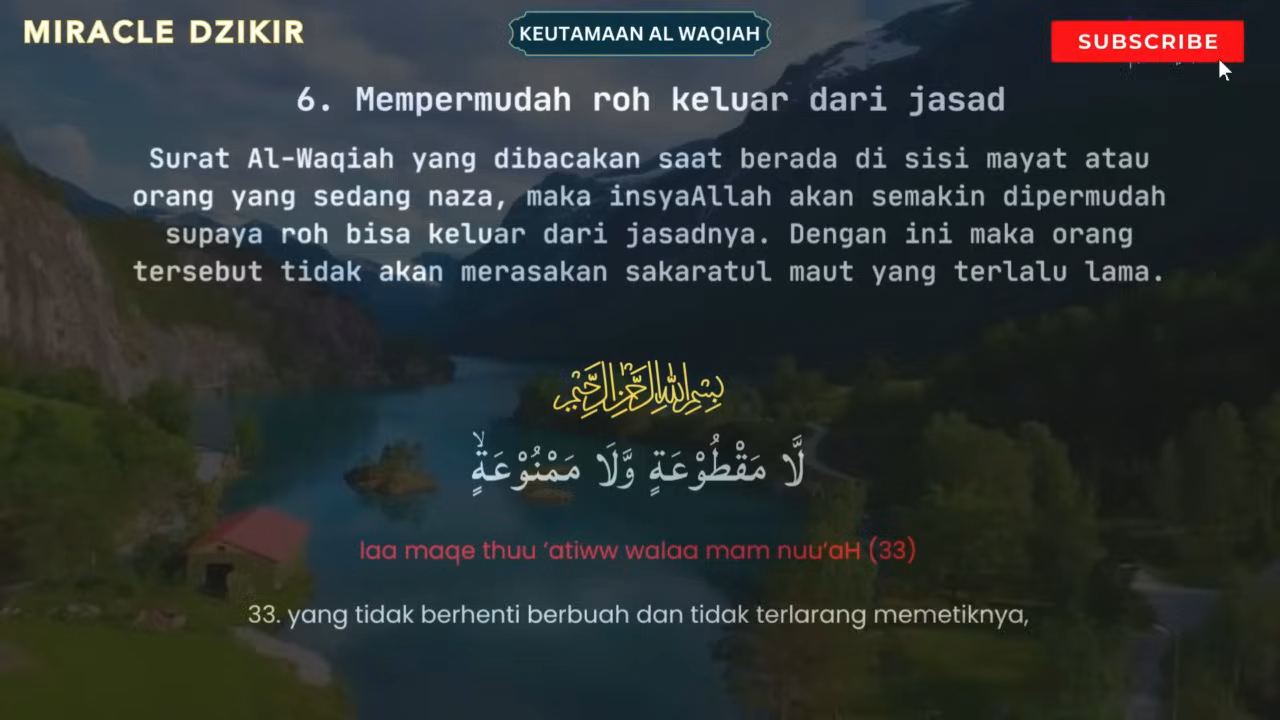 MIRACLE DZIKIR
KEUTAMAAN AL WAQIAH
SUBSCRIBE
6. Mempermudah roh keluar dari jasad
Surat Al-Waqiah yang dibacakan saat berada di sisi mayat atau
orang yang sedang naza, maka insyaAllah akan semakin dipermudah
supaya roh bisa keluar dari jasadnya. Dengan ini maka orang
tersebut tidak akan merasakan sakaratul maut yang terlalu lama.
بِسْمِ اللَّهِ الرَّحْمَٰنِ الرَّحِيمِ
لَّا مَقْطُوْعَةٍ وَّلَا مَمْنُوْعَةٍۙ
laa maqe thuu ‘atiww walaa mam nuu’aH (33)
33. yang tidak berhenti berbuah dan tidak terlarang memetiknya,